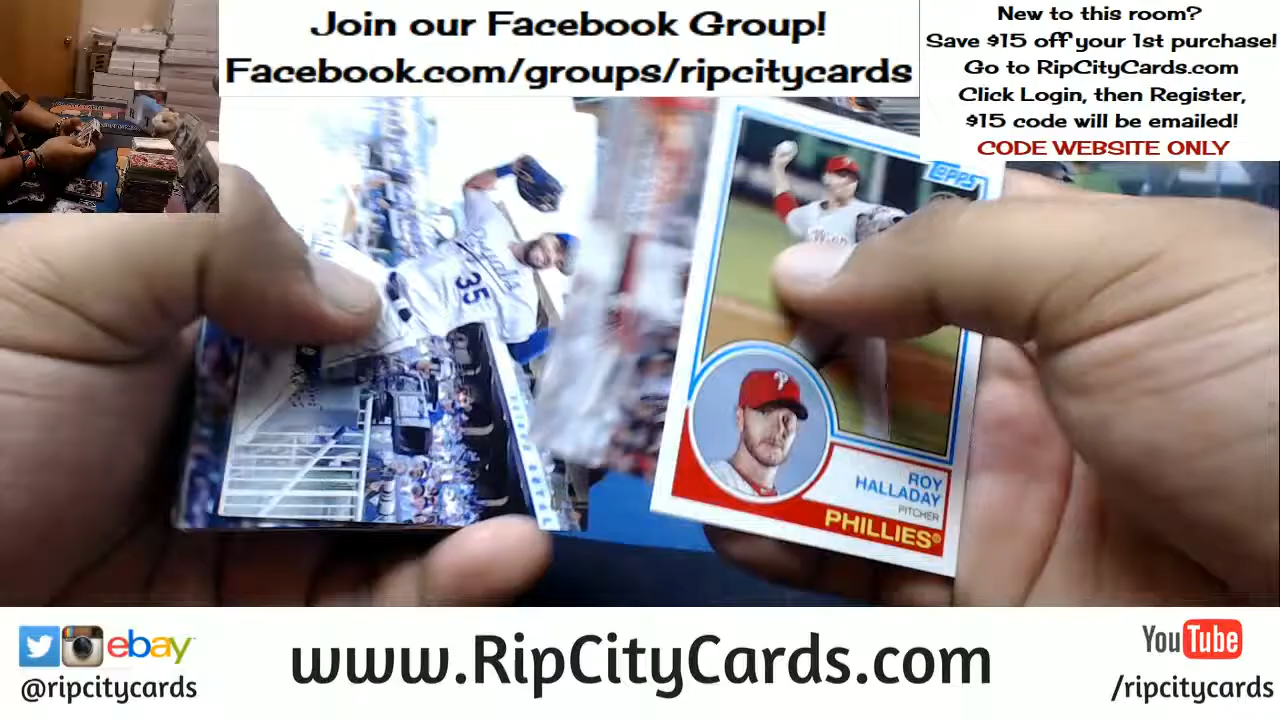 Join our Facebook Group!
Facebook.com/groups/ripcitycards
New to this room?
Save $15 off your 1st purchase!
Go to RipCityCards.com
Click Login, then Register,
$15 code will be emailed!
CODE WEBSITE ONLY
TOPPS
35
ROY
HALLADAY
PITCHER
PHILLIES
ebay
@ripcitycards
www.RipCityCards.com
YouTube
/ripcitycards